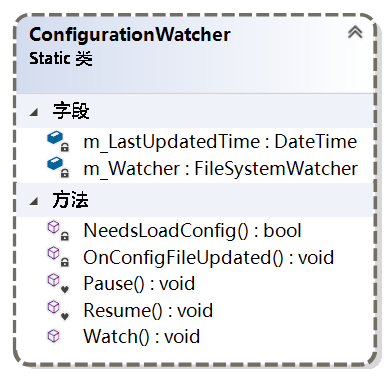 ConfigurationWatcher
Static 类
字段
m_LastUpdatedTime : DateTime
m_Watcher : FileSystemWatcher
方法
NeedsLoadConfig() : bool
OnConfigFileUpdated() : void
Pause() : void
Resume() : void
Watch() : void